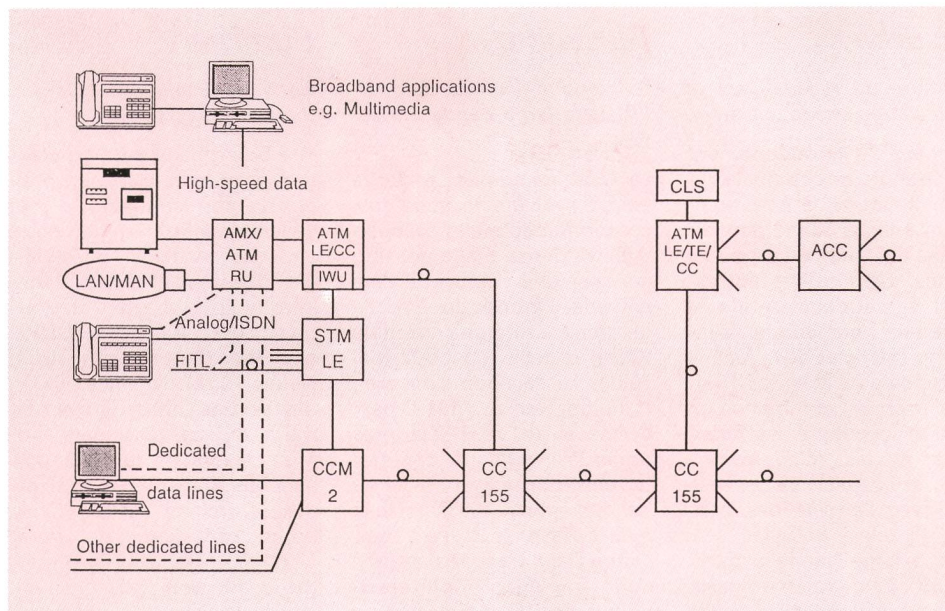 Broadband applications
e.g. Multimedia
High-speed data
CLS
AMX/
ATM
RU
ATM
LE/CC
IWU
ATM
LE/TE/
CC
ACC
LAN/MAN
Analog/ISDN
STM
LE
FITL
Dedicated
data lines
CCM
2
CC
155
CC
155
Other dedicated lines